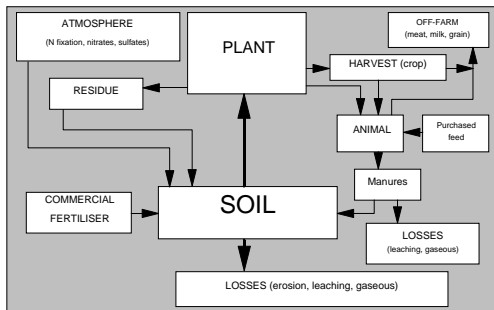 ATMOSPHERE
(N fixation, nitrates, sulfates)
PLANT
OFF-FARM
(meat, milk, grain)
HARVEST (crop)
RESIDUE
ANIMAL
Purchased
feed
Manures
COMMERCIAL
FERTILISER
SOIL
LOSSES
(leaching, gaseous)
LOSSES (erosion, leaching, gaseous)